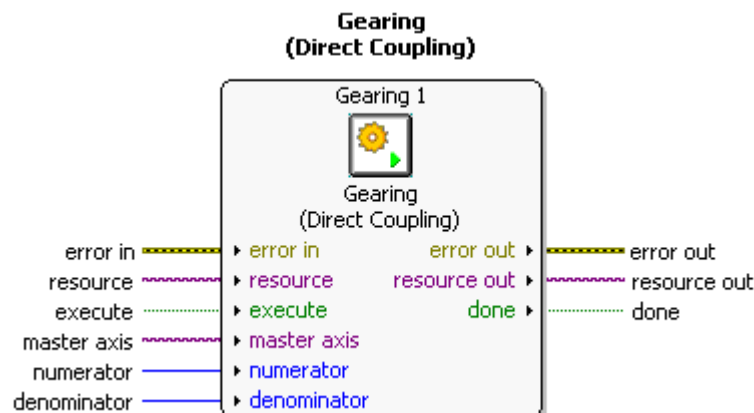 Gearing
(Direct Coupling)
Gearing 1
Gearing
(Direct Coupling)
error in error in error out error out
resource resource resource out resource out
execute execute done done
master axis master axis
numerator numerator
denominator denominator